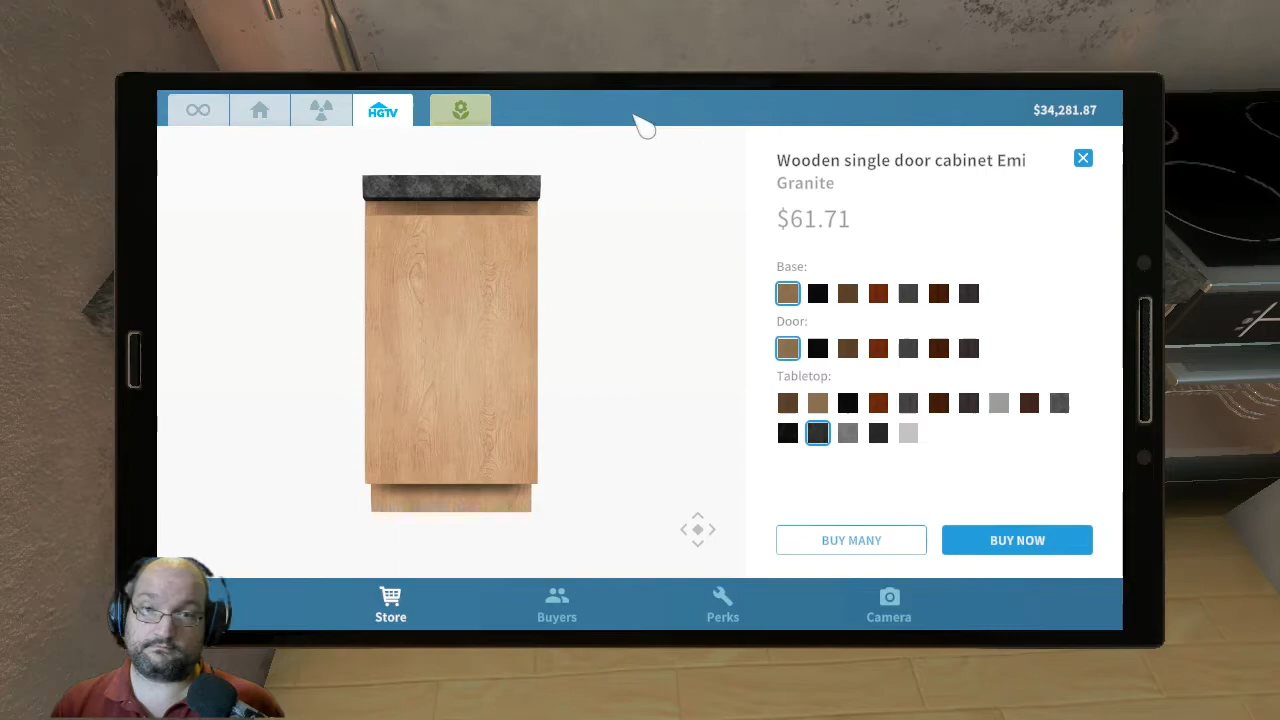 HGTV
$34,281.87
Wooden single door cabinet Emi
Granite
$61.71
Base:
Door:
Tabletop:
BUY MANY
BUY NOW
Store
Buyers
Perks
Camera